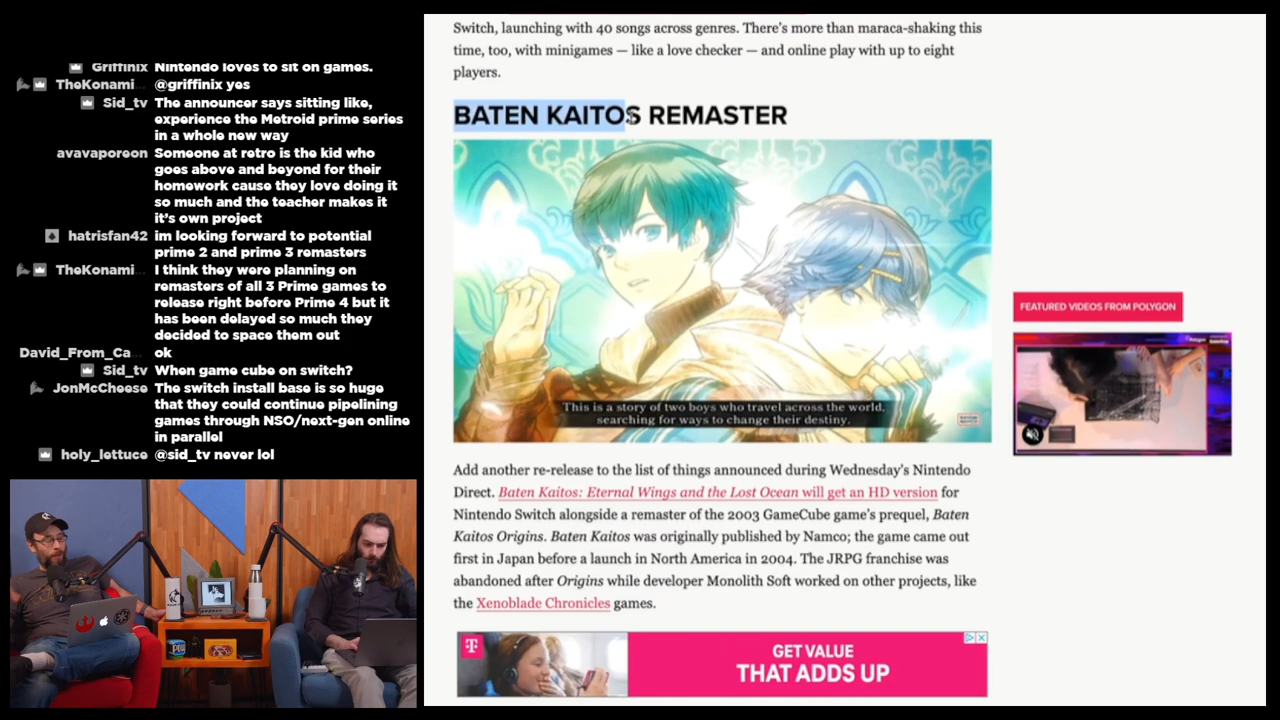 Griffinix Nintendo loves to sit on games.
TheKonami... @griffinix yes
Sid_tv The announcer says sitting like,
experience the Metroid prime series
in a whole new way
avavaporeon Someone at retro is the kid who
goes above and beyond for their
homework cause they love doing it
so much and the teacher makes it
it's own project
hatrisfan42 im looking forward to potential
prime 2 and prime 3 remasters
TheKonami... I think they were planning on
remasters of all 3 Prime games to
release right before Prime 4 but it
has been delayed so much they
decided to space them out
David_From_Ca... ok
Sid_tv When game cube on switch?
JonMcCheese The switch install base is so huge
that they could continue pipelining
games through NSO/next-gen online
in parallel
holy_lettuce @sid_tv never lol
Switch, launching with 40 songs across genres. There's more than maraca-shaking this
time, too, with minigames — like a love checker — and online play with up to eight
players.
BATEN KAITOS REMASTER
This is a story of two boys who travel across the world,
searching for ways to change their destiny.
Add another re-release to the list of things announced during Wednesday's Nintendo
Direct. Baten Kaitos: Eternal Wings and the Lost Ocean will get an HD version for
Nintendo Switch alongside a remaster of the 2003 GameCube game's prequel, Baten
Kaitos Origins. Baten Kaitos was originally published by Namco; the game came out
first in Japan before a launch in North America in 2004. The JRPG franchise was
abandoned after Origins while developer Monolith Soft worked on other projects, like
the Xenoblade Chronicles games.
T
GET VALUE
THAT ADDS UP
FEATURED VIDEOS FROM POLYGON